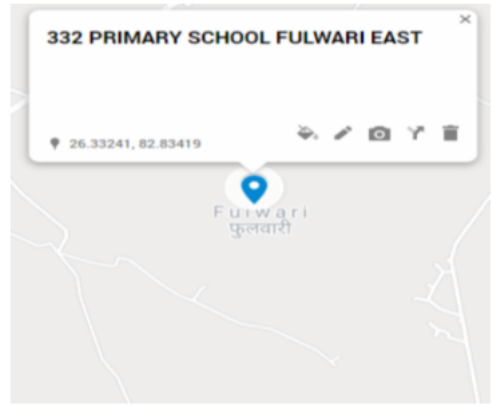 332 PRIMARY SCHOOL FULWARI EAST
26.33241, 82.83419
Fulwari
फुलवारी